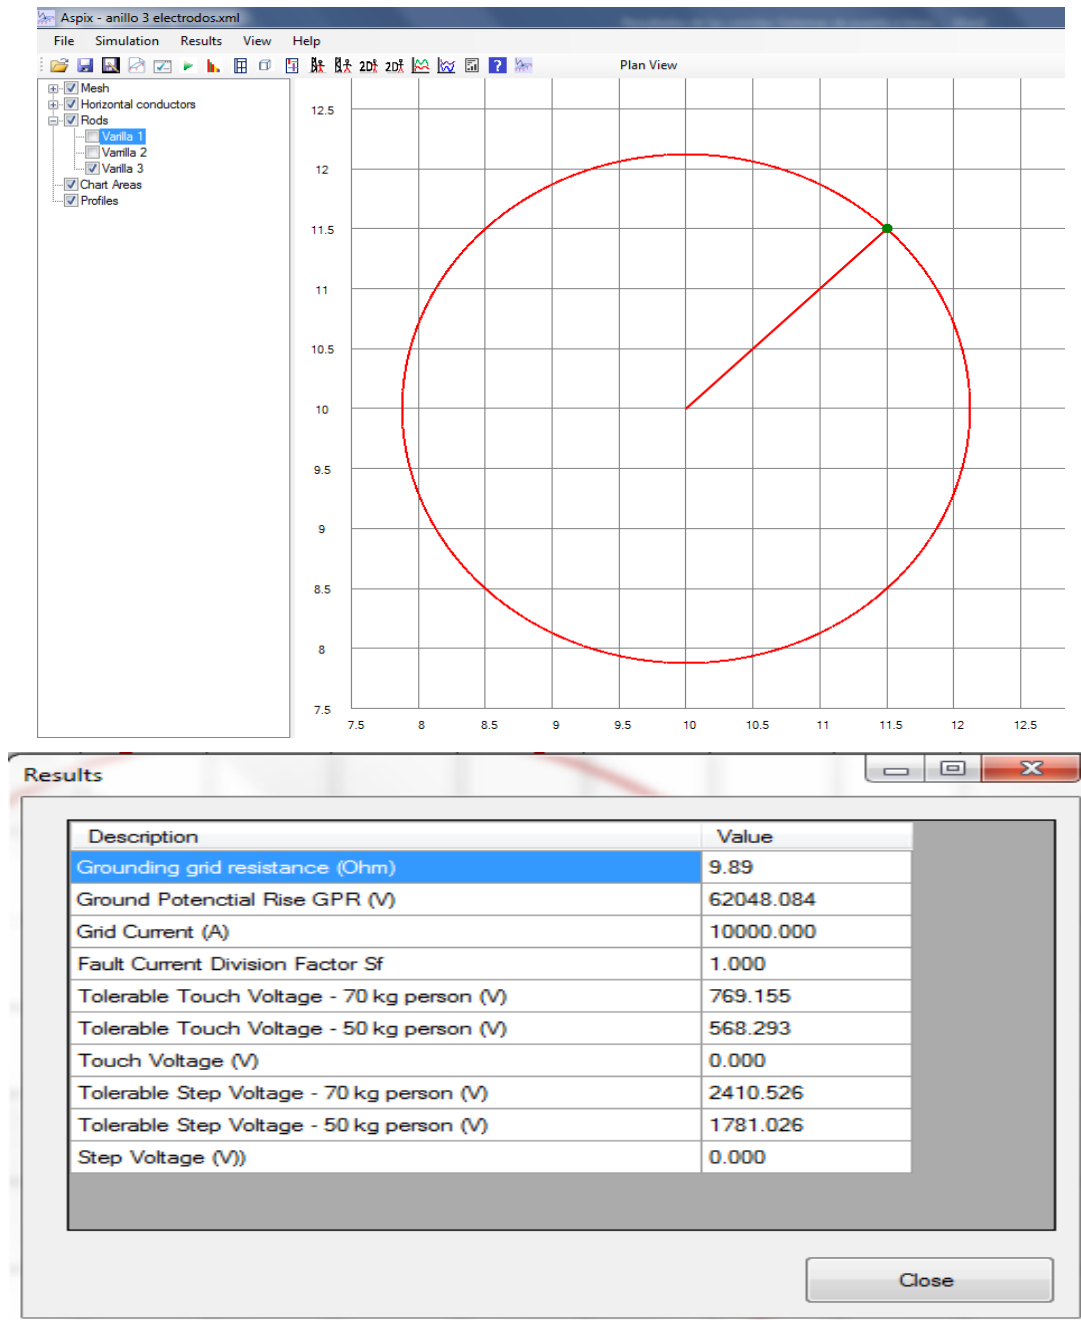 Aspix - anillo 3 electrodos.xml
File Simulation Results View Help
2D 2D ? Plan View
Mesh
Horizontal conductors
Rods
Varilla 1
Varrilla 2
Varilla 3
Chart Areas
Profiles
12.5
12
11.5
11
10.5
10
9.5
9
8.5
8
7.5
7.5 8 8.5 9 9.5 10 10.5 11 11.5 12 12.5
Results
Description Value
Grounding grid resistance (Ohm) 9.89
Ground Potenctial Rise GPR (V) 62048.084
Grid Current (A) 10000.000
Fault Current Division Factor Sf 1.000
Tolerable Touch Voltage - 70 kg person (V) 769.155
Tolerable Touch Voltage - 50 kg person (V) 568.293
Touch Voltage (V) 0.000
Tolerable Step Voltage - 70 kg person (V) 2410.526
Tolerable Step Voltage - 50 kg person (V) 1781.026
Step Voltage (V)) 0.000
Close